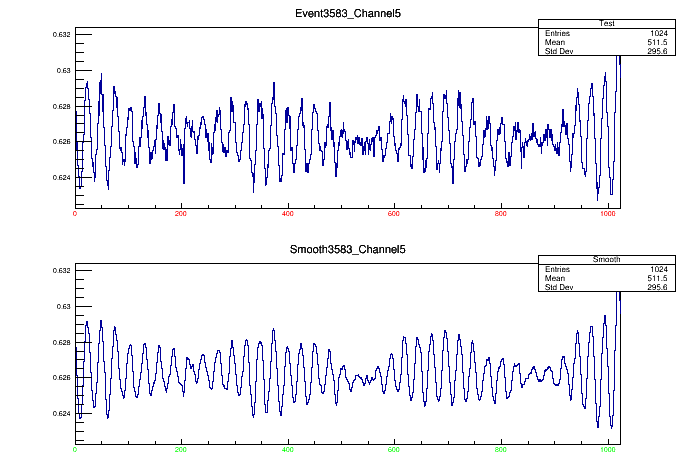 Event3583_Channel5
Test
Entries 1024
Mean 511.5
Std Dev 295.6
0.632
0.63
0.628
0.626
0.624
0 200 400 600 800 1000
Smooth3583_Channel5
Smooth
Entries 1024
Mean 511.5
Std Dev 295.6
0.632
0.63
0.628
0.626
0.624
0 200 400 600 800 1000